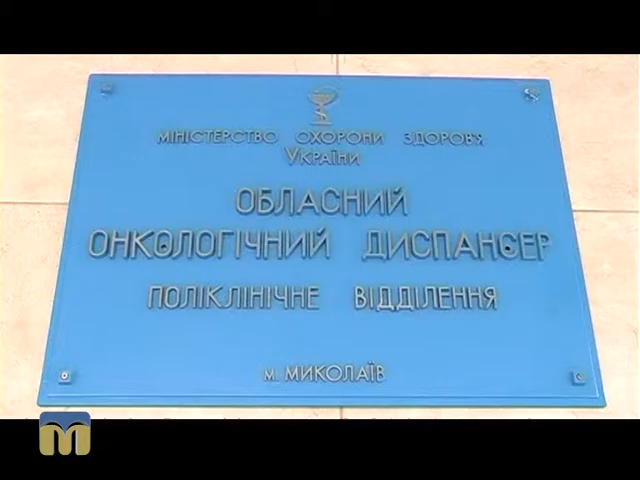 МІНІСТЕРСТВО ОХОРОНИ ЗДОРОВ'Я
УКРАЇНИ
ОБЛАСНИЙ
ОНКОЛОГІЧНИЙ ДИСПАНСЕР
ПОЛІКЛІНІЧНЕ ВІДДІЛЕННЯ
М. МИКОЛАЇВ
М